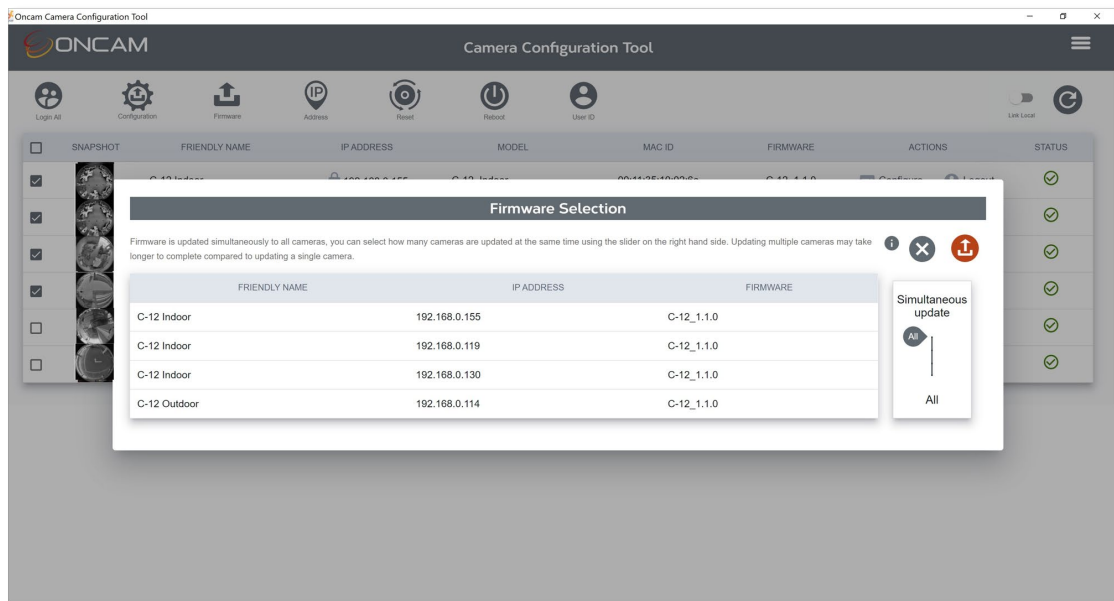 Oncam Camera Configuration Tool
ONCAM
Camera Configuration Tool
IP
Login All
Configuration
Firmware
Address
Reset
Reboot
User ID
Link Local
SNAPSHOT FRIENDLY NAME IP ADDRESS MODEL MAC ID FIRMWARE ACTIONS STATUS
Firmware Selection
Firmware is updated simultaneously to all cameras, you can select how many cameras are updated at the same time using the slider on the right hand side. Updating multiple cameras may take
longer to complete compared to updating a single camera.
FRIENDLY NAME IP ADDRESS FIRMWARE
C-12 Indoor 192.168.0.155 C-12_1.1.0
C-12 Indoor 192.168.0.119 C-12_1.1.0
C-12 Indoor 192.168.0.130 C-12_1.1.0
C-12 Outdoor 192.168.0.114 C-12_1.1.0
Simultaneous
update
All
All